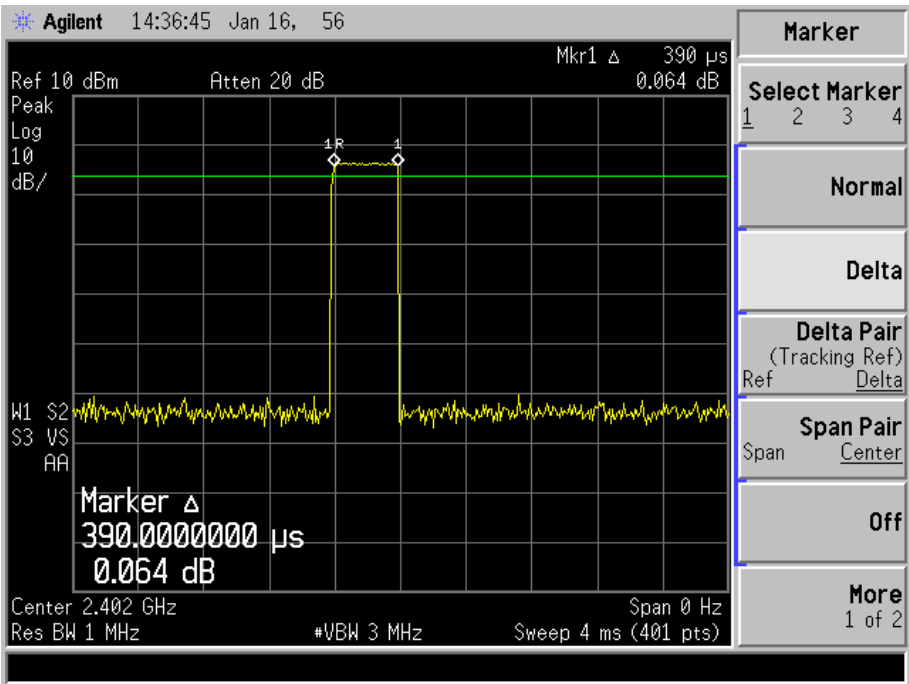 Agilent 14:36:45 Jan 16, 56
Mkr1 Δ 390 µs
Ref 10 dBm Atten 20 dB 0.064 dB
Peak
Log
10
dB/
1R 1
W1 S2
S3 VS
AA
Marker Δ
390.0000000 µs
0.064 dB
Center 2.402 GHz Span 0 Hz
Res BW 1 MHz #VBW 3 MHz Sweep 4 ms (401 pts)
Marker
Select Marker
1 2 3 4
Normal
Delta
Delta Pair
(Tracking Ref)
Ref Delta
Span Pair
Span Center
Off
More
1 of 2